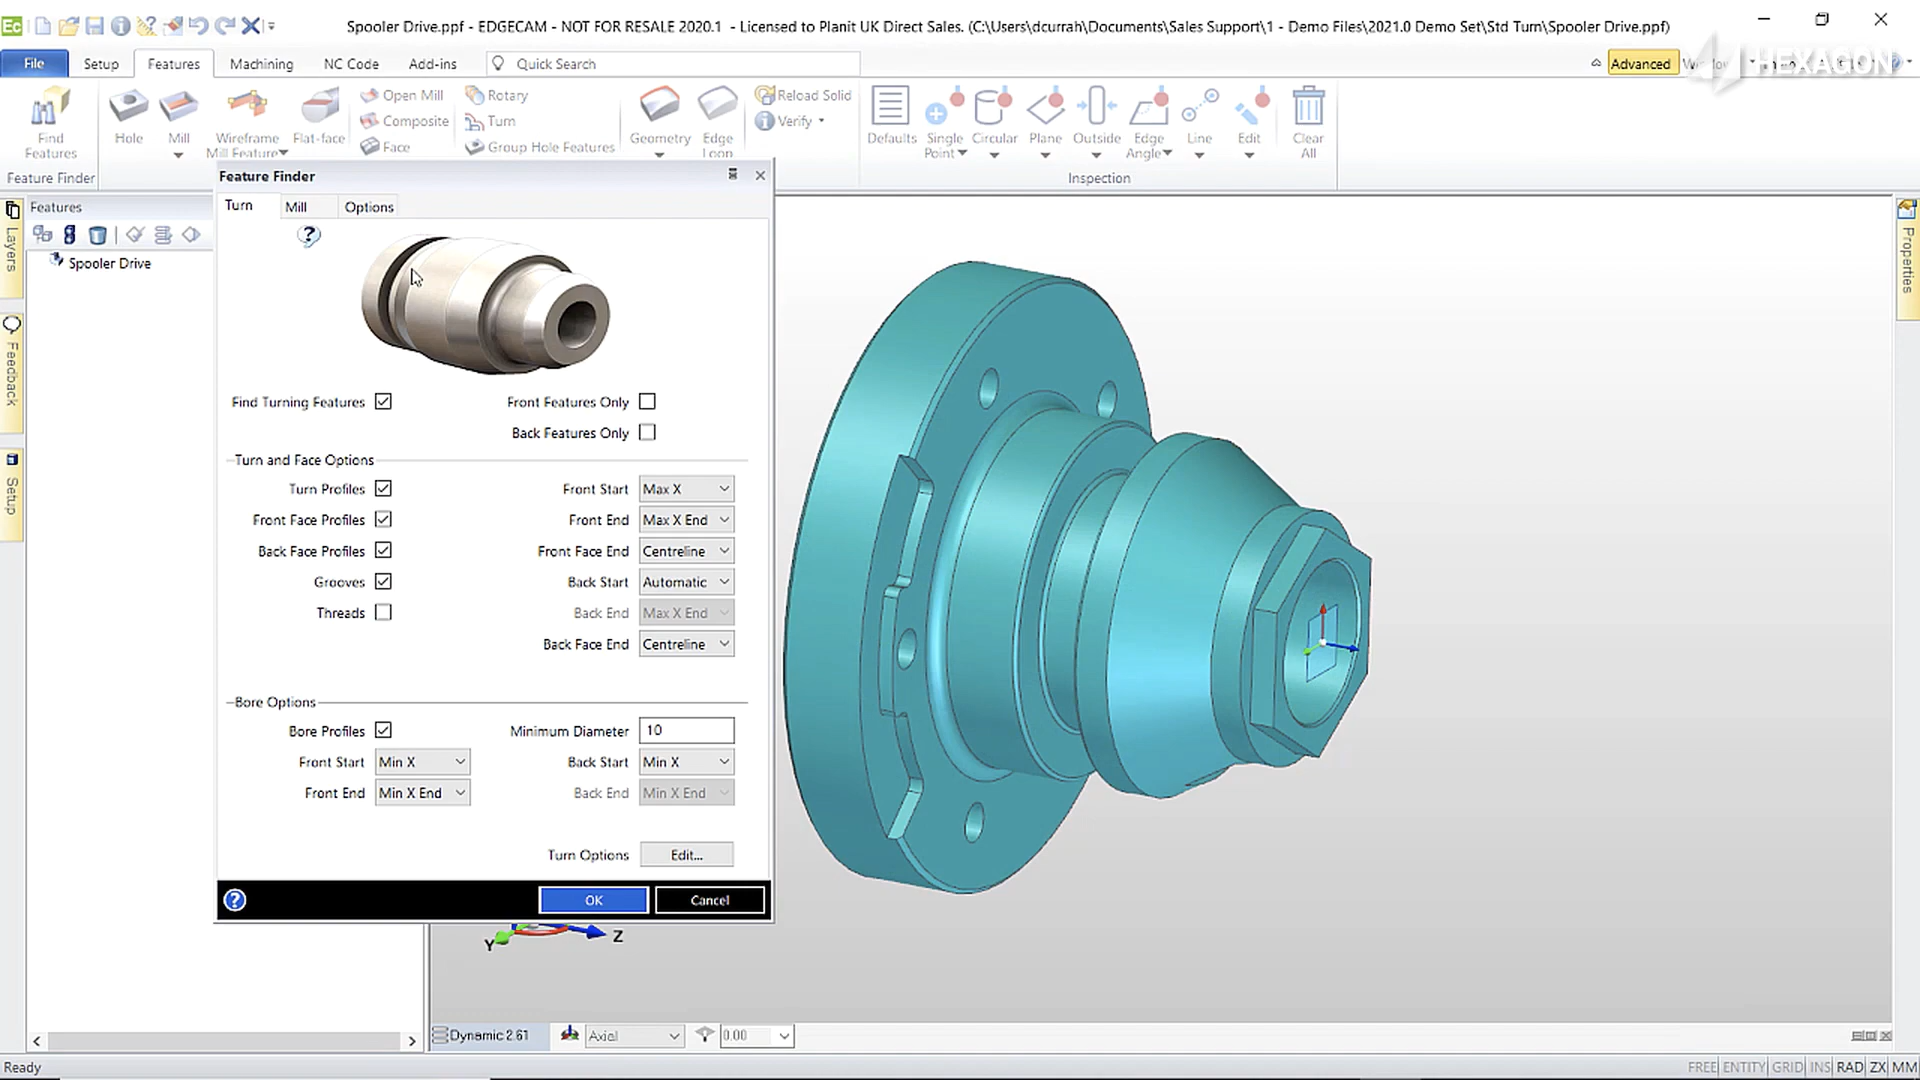 Spooler Drive.ppf - EDGECAM - NOT FOR RESALE 2020.1 - Licensed to Planit UK Direct Sales. (C:\Users\dcurrah\Documents\Sales Support\1 - Demo Files\2021.0 Demo Set\Std Turn\Spooler Drive.ppf)
File Setup Features Machining NC Code Add-ins Quick Search Advanced HEXAGON
Find Features
Hole
Mill
Wireframe Mill Feature
Flat-face
Open Mill
Composite
Face
Rotary
Turn
Group Hole Features
Geometry
Edge Loop
Reload Solid
Verify
Defaults
Single Point
Circular
Plane
Outside
Edge Angle
Line
Edit
Clear All
Feature Finder
Inspection
Layers
Feedback
Setup
Features
Spooler Drive
Properties
Feature Finder
Turn Mill Options
Find Turning Features
Front Features Only
Back Features Only
Turn and Face Options
Turn Profiles Front Start Max X
Front Face Profiles Front End Max X End
Back Face Profiles Front Face End Centreline
Grooves Back Start Automatic
Threads Back End Max X End
Back Face End Centreline
Bore Options
Bore Profiles Minimum Diameter 10
Front Start Min X Back Start Min X
Front End Min X End Back End Min X End
Turn Options Edit...
? OK Cancel
Y Z
Dynamic 2.61 Axial 0.00
Ready FREE ENTITY GRID INS RAD ZX MM